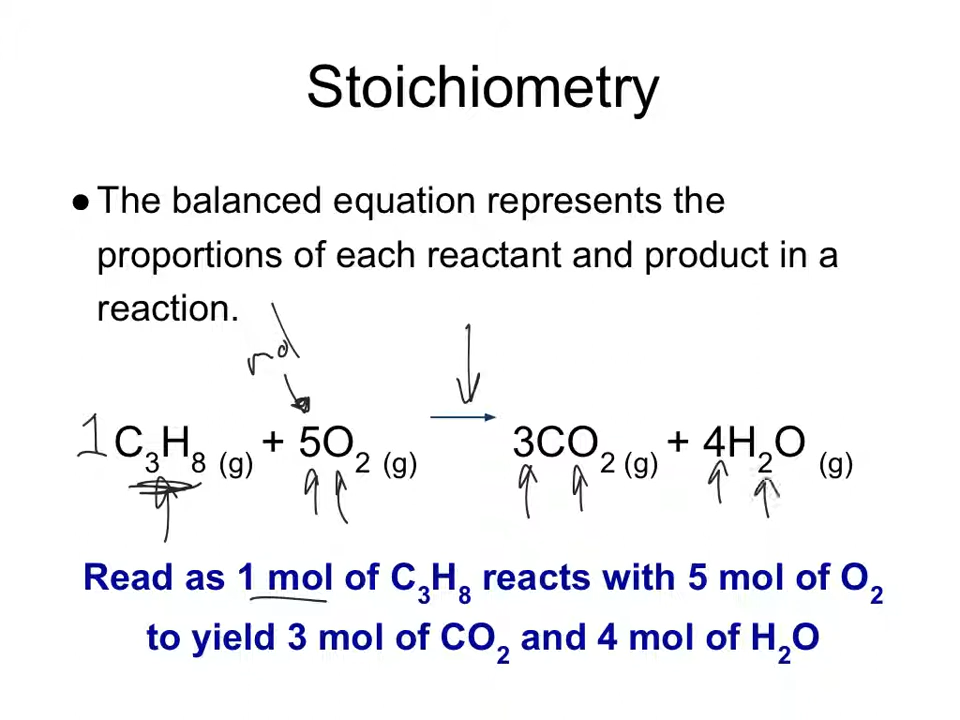 Stoichiometry
● The balanced equation represents the
proportions of each reactant and product in a
reaction.
1 C₃H₈ (g) + 5O₂ (g) → 3CO₂ (g) + 4H₂O (g)
Read as 1 mol of C₃H₈ reacts with 5 mol of O₂
to yield 3 mol of CO₂ and 4 mol of H₂O